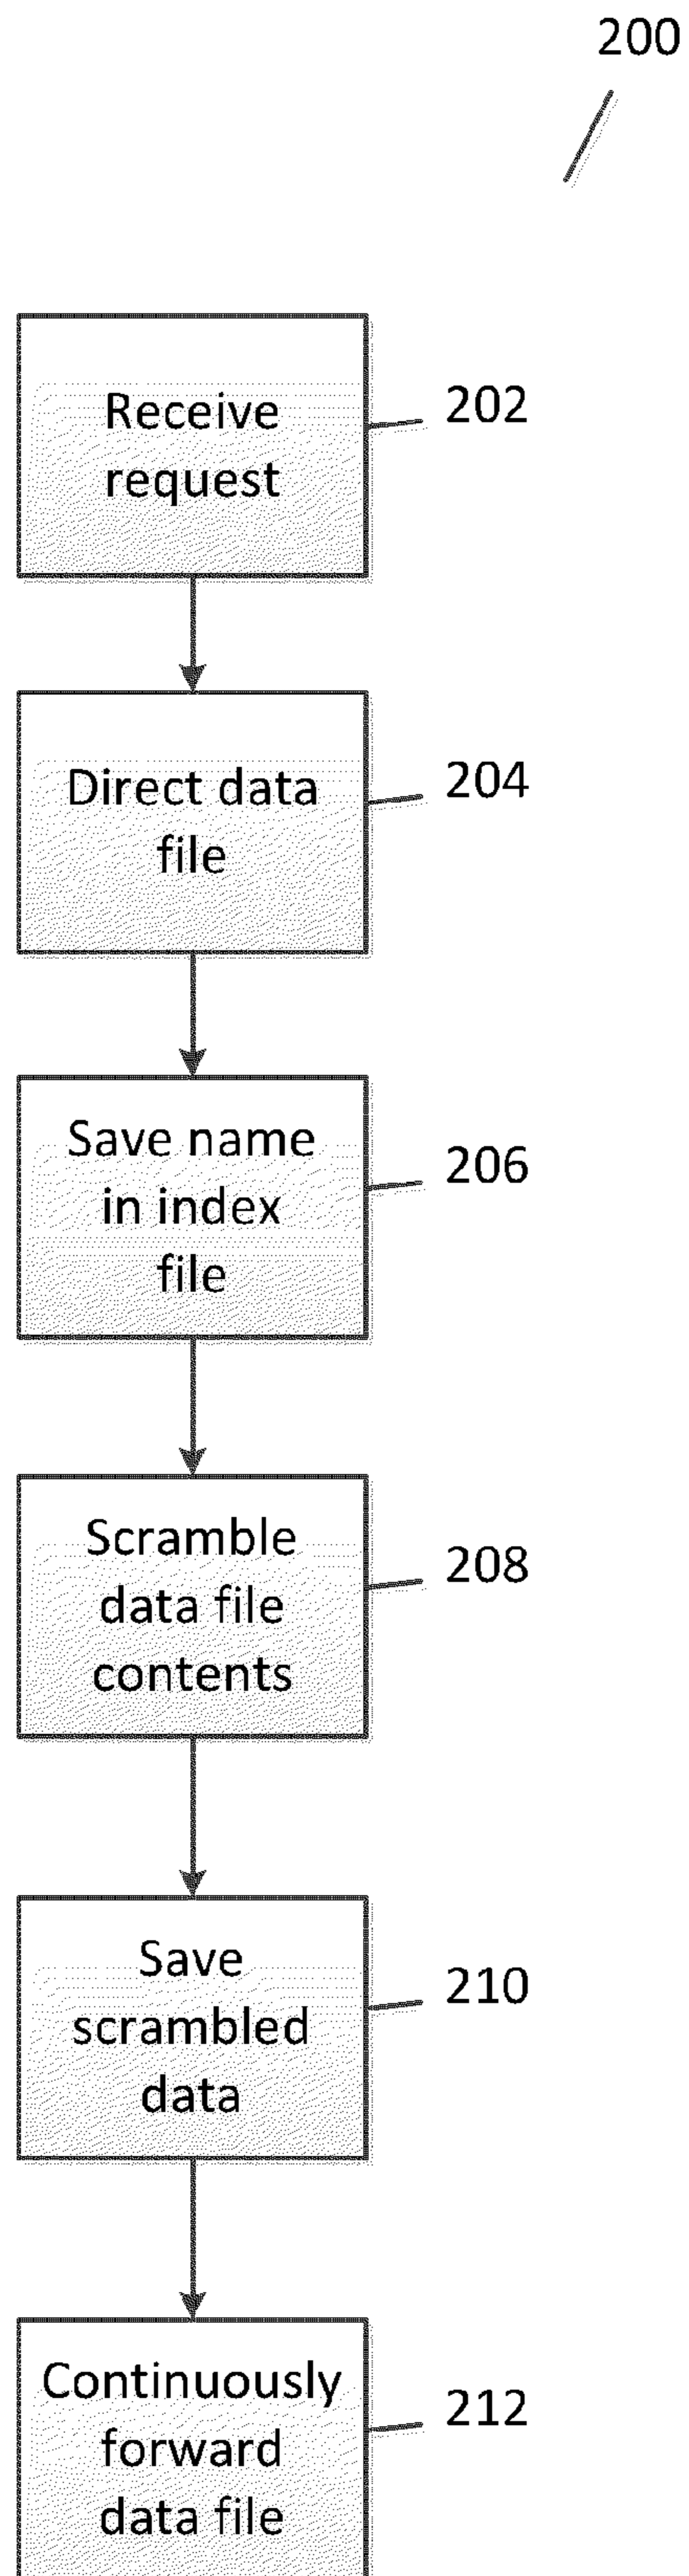 200
Receive
request
202
Direct data
file
204
Save name
in index
file
206
Scramble
data file
contents
208
Save
scrambled
data
210
Continuously
forward
data file
212